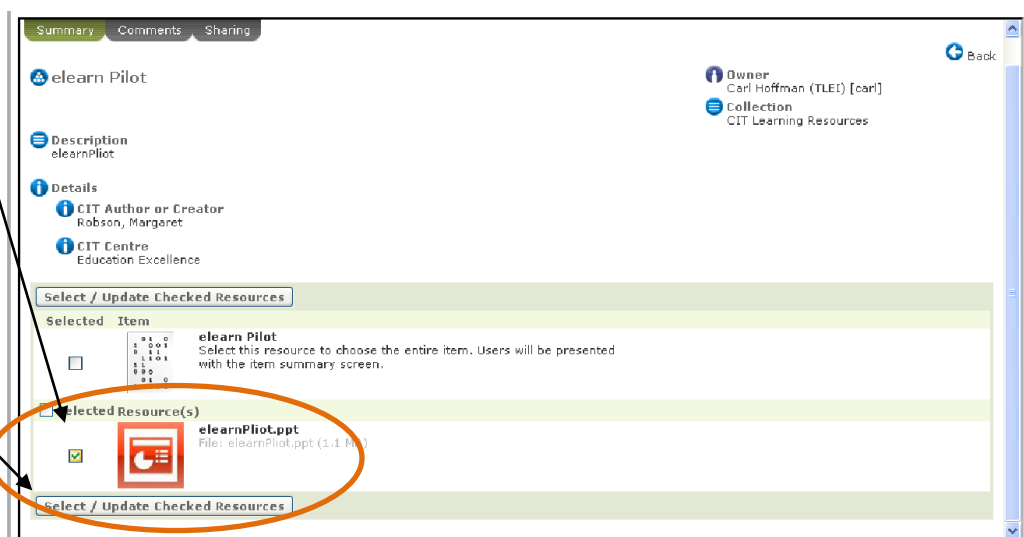 Summary Comments Sharing
Back
elearn Pilot
Owner
Carl Hoffman (TLEI) [carl]
Collection
CIT Learning Resources
Description
elearnPliot
Details
CIT Author or Creator
Robson, Margaret
CIT Centre
Education Excellence
Select / Update Checked Resources
Selected Item
elearn Pilot
Select this resource to choose the entire item. Users will be presented
with the item summary screen.
Selected Resource(s)
elearnPliot.ppt
File: elearnPliot.ppt (1.1 MB)
Select / Update Checked Resources